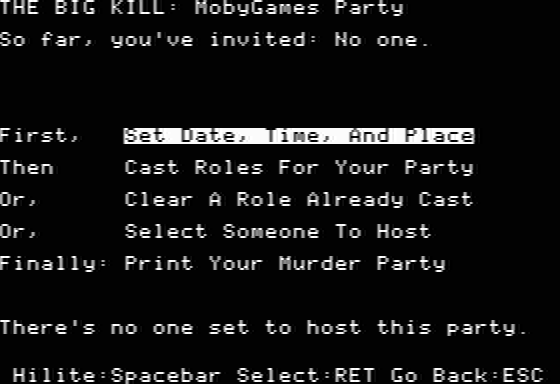 THE BIG KILL: MobyGames Party
So far, you've invited: No one.
First, Set Date, Time, And Place
Then Cast Roles For Your Party
Or, Clear A Role Already Cast
Or, Select Someone To Host
Finally: Print Your Murder Party
There's no one set to host this party.
Hilite:Spacebar Select:RET Go Back:ESC